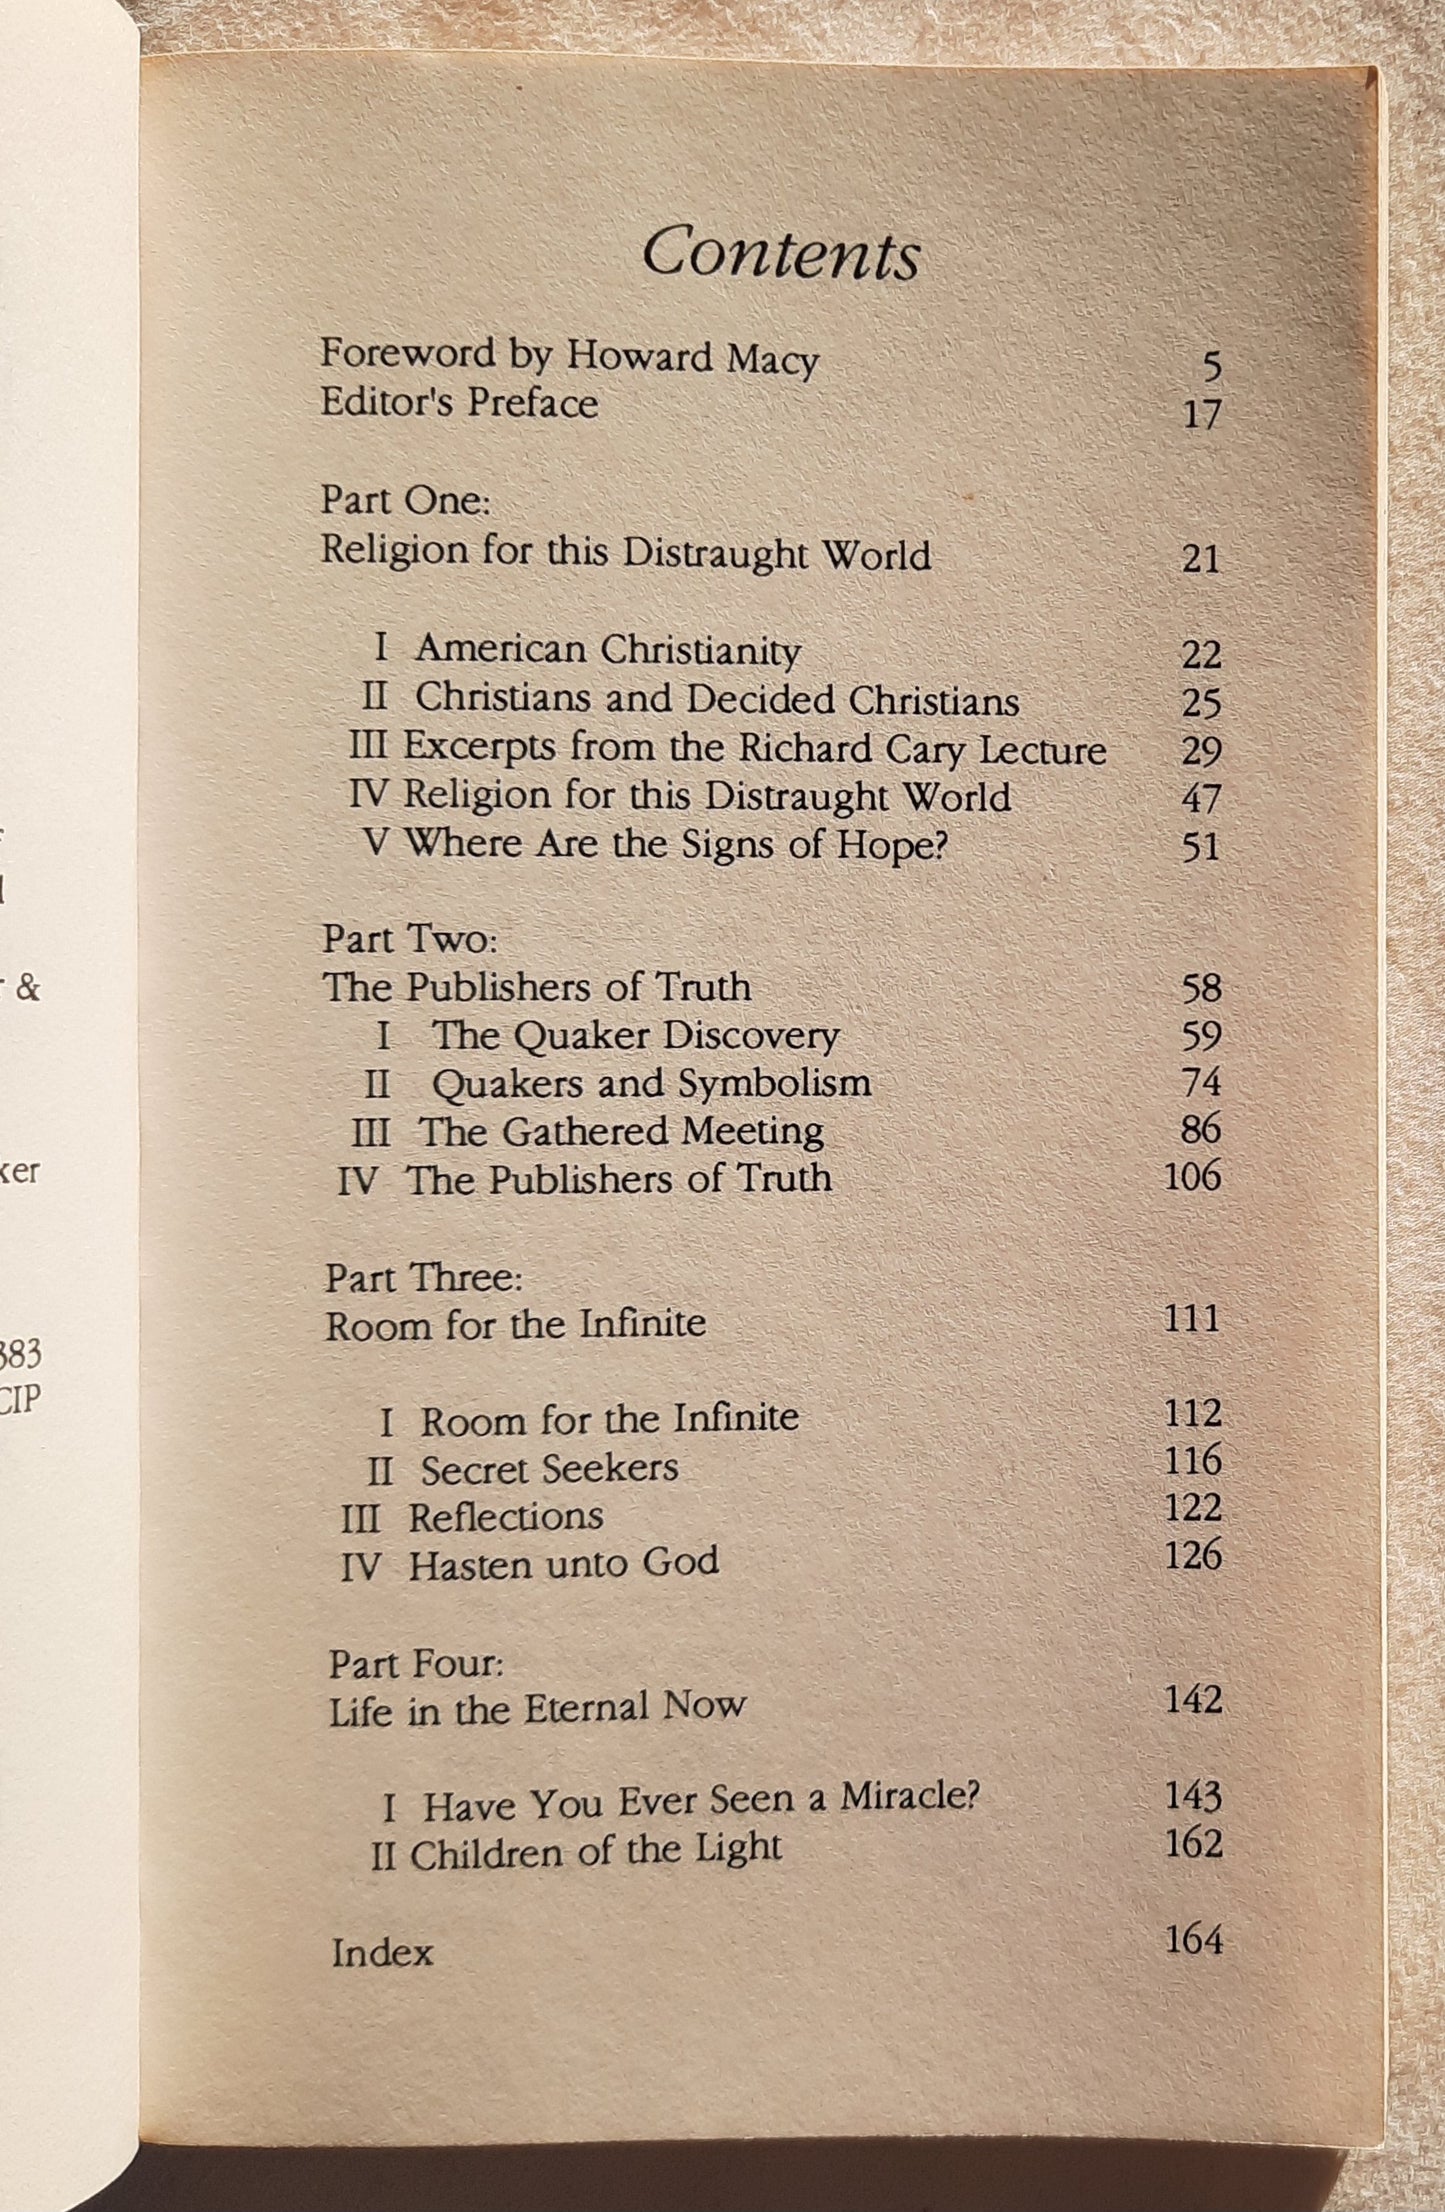 &
383
CIP
Contents
Foreword by Howard Macy 5
Editor's Preface 17
Part One:
Religion for this Distraught World 21
I American Christianity 22
II Christians and Decided Christians 25
III Excerpts from the Richard Cary Lecture 29
IV Religion for this Distraught World 47
V Where Are the Signs of Hope? 51
Part Two:
The Publishers of Truth 58
I The Quaker Discovery 59
II Quakers and Symbolism 74
III The Gathered Meeting 86
IV The Publishers of Truth 106
Part Three:
Room for the Infinite 111
I Room for the Infinite 112
II Secret Seekers 116
III Reflections 122
IV Hasten unto God 126
Part Four:
Life in the Eternal Now 142
I Have You Ever Seen a Miracle? 143
II Children of the Light 162
Index 164